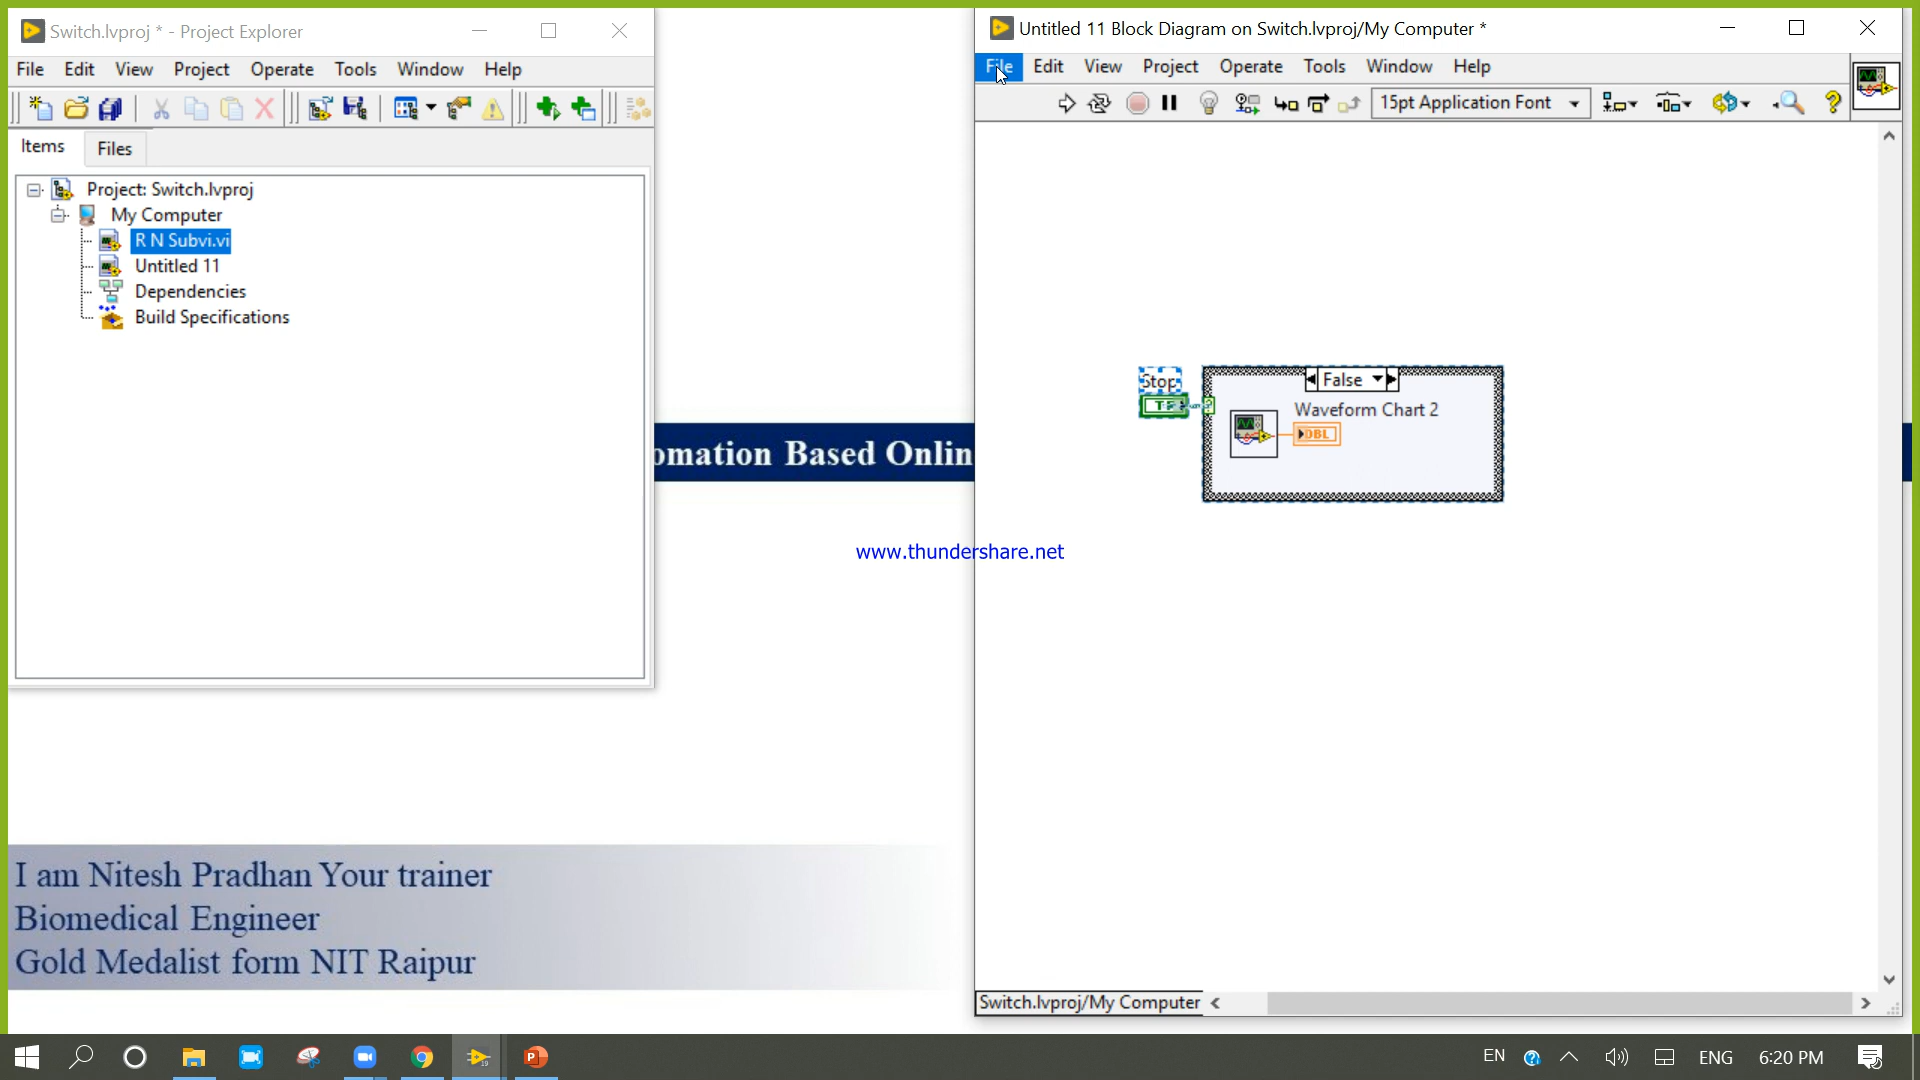 Switch.lvproj * - Project Explorer
File Edit View Project Operate Tools Window Help
Items Files
Project: Switch.lvproj
My Computer
R N Subvi.vi
Untitled 11
Dependencies
Build Specifications
Untitled 11 Block Diagram on Switch.lvproj/My Computer *
File Edit View Project Operate Tools Window Help
15pt Application Font
Stop
TF
False
Waveform Chart 2
DBL
omation Based Onlin
www.thundershare.net
I am Nitesh Pradhan Your trainer
Biomedical Engineer
Gold Medalist form NIT Raipur
Switch.lvproj/My Computer
EN ENG 6:20 PM